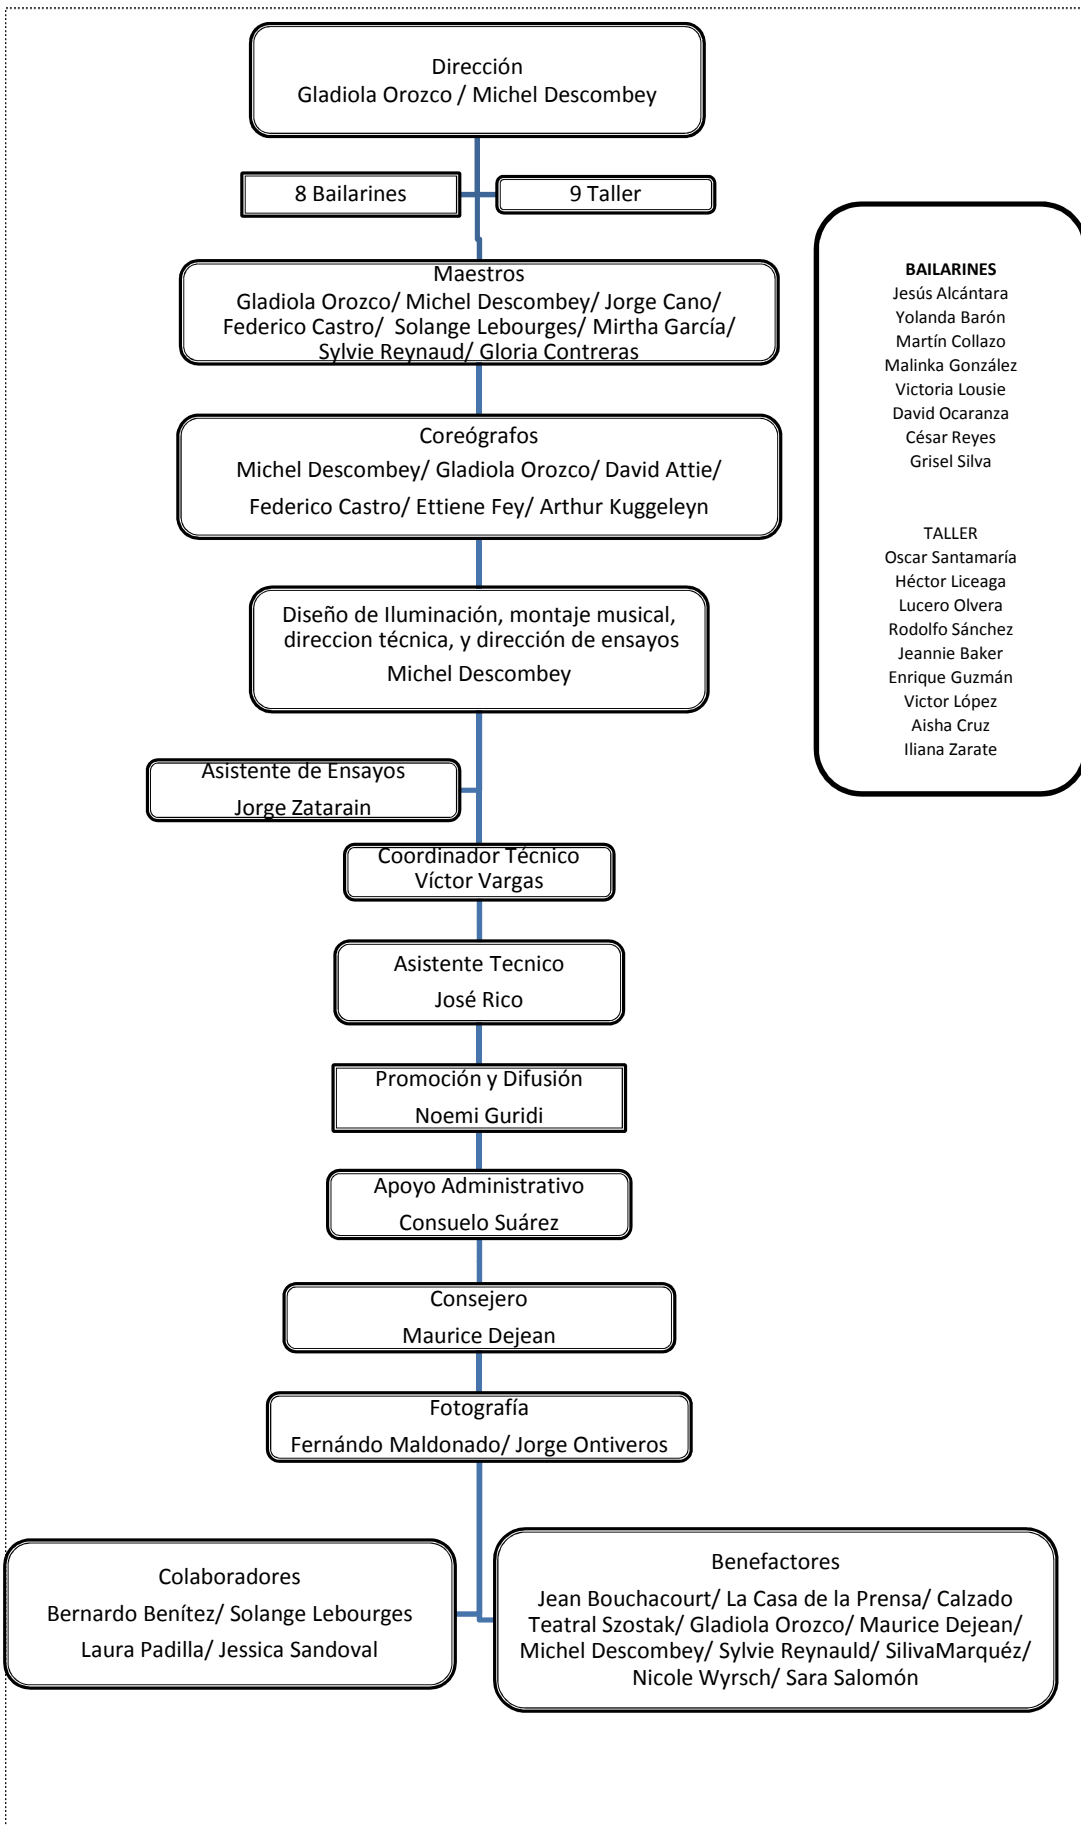 Dirección
Gladiola Orozco / Michel Descombey
8 Bailarines
9 Taller
Maestros
Gladiola Orozco/ Michel Descombey/ Jorge Cano/
Federico Castro/ Solange Lebourges/ Mirtha García/
Sylvie Reynaud/ Gloria Contreras
Coreógrafos
Michel Descombey/ Gladiola Orozco/ David Attie/
Federico Castro/ Ettiene Fey/ Arthur Kuggeleyn
Diseño de Iluminación, montaje musical,
direccion técnica, y dirección de ensayos
Michel Descombey
Asistente de Ensayos
Jorge Zatarain
Coordinador Técnico
Víctor Vargas
Asistente Tecnico
José Rico
Promoción y Difusión
Noemi Guridi
Apoyo Administrativo
Consuelo Suárez
Consejero
Maurice Dejean
Fotografía
Fernándo Maldonado/ Jorge Ontiveros
Colaboradores
Bernardo Benítez/ Solange Lebourges
Laura Padilla/ Jessica Sandoval
Benefactores
Jean Bouchacourt/ La Casa de la Prensa/ Calzado
Teatral Szostak/ Gladiola Orozco/ Maurice Dejean/
Michel Descombey/ Sylvie Reynauld/ SilivaMarquéz/
Nicole Wyrsch/ Sara Salomón
BAILARINES
Jesús Alcántara
Yolanda Barón
Martín Collazo
Malinka González
Victoria Lousie
David Ocaranza
César Reyes
Grisel Silva
TALLER
Oscar Santamaría
Héctor Liceaga
Lucero Olvera
Rodolfo Sánchez
Jeannie Baker
Enrique Guzmán
Victor López
Aisha Cruz
Iliana Zarate